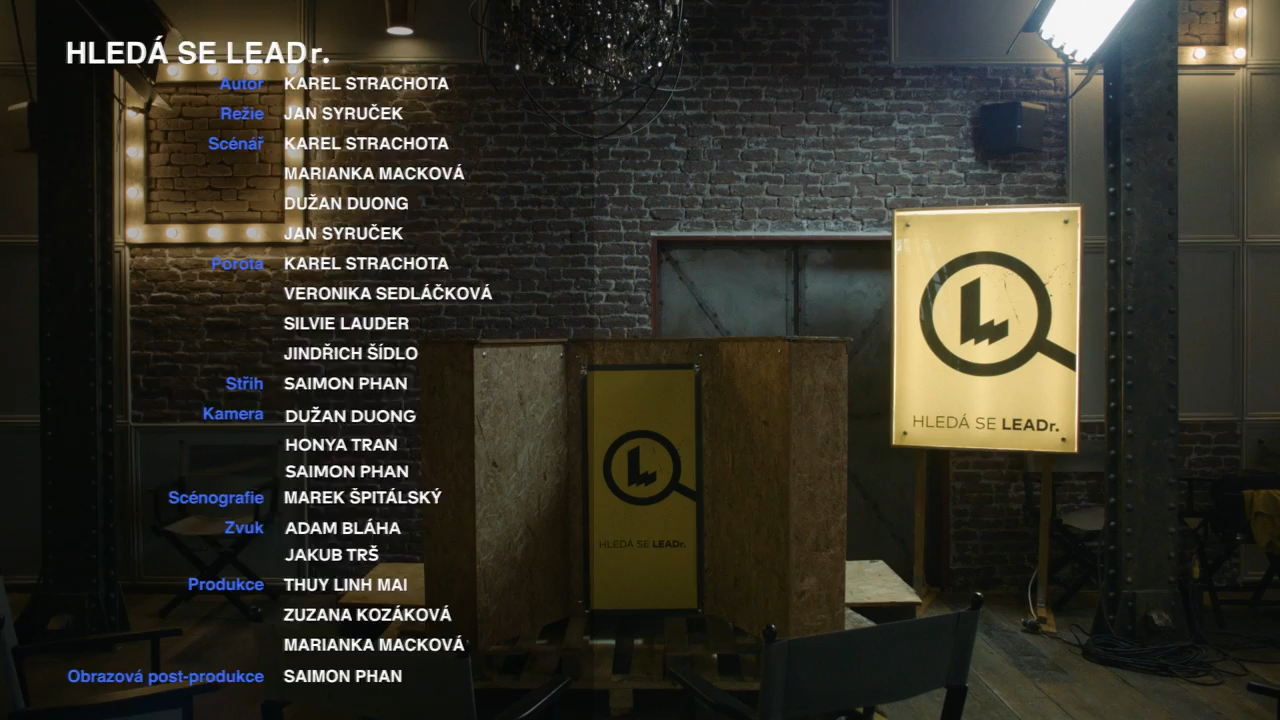 HLEDÁ SE LEADr.
Autor KAREL STRACHOTA
Režie JAN SYRUČEK
Scénář KAREL STRACHOTA
MARIANKA MACKOVÁ
DUŽAN DUONG
JAN SYRUČEK
Porota KAREL STRACHOTA
VERONIKA SEDLÁČKOVÁ
SILVIE LAUDER
JINDŘICH ŠÍDLO
Střih SAIMON PHAN
Kamera DUŽAN DUONG
HONYA TRAN
SAIMON PHAN
Scénografie MAREK ŠPITÁLSKÝ
Zvuk ADAM BLÁHA
JAKUB TRŠ
Produkce THUY LINH MAI
ZUZANA KOZÁKOVÁ
MARIANKA MACKOVÁ
Obrazová post-produkce SAIMON PHAN
L
HLEDÁ SE LEADr.
L
HLEDÁ SE LEADr.